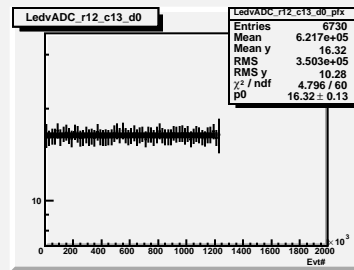 LedvADC_r12_c13_d0
LedvADC_r12_c13_d0_pfx
Entries 6730
Mean 6.217e+05
Mean y 16.32
RMS 3.503e+05
RMS y 10.28
χ² / ndf 4.796 / 60
p0 16.32 ± 0.13
10
0 200 400 600 800 1000 1200 1400 1600 1800 2000
×10³
Evt#